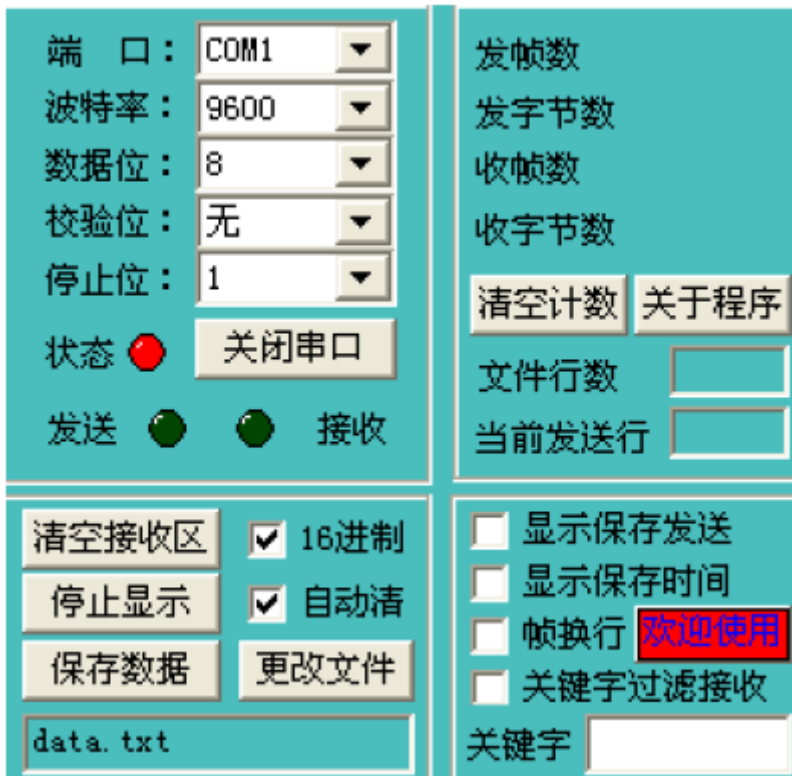 端 口： COM1
波特率： 9600
数据位： 8
校验位： 无
停止位： 1
状态 关闭串口
发送 接收
发帧数
发字节数
收帧数
收字节数
清空计数 关于程序
文件行数
当前发送行
清空接收区 16进制
停止显示 自动清
保存数据 更改文件
data.txt
显示保存发送
显示保存时间
帧换行 欢迎使用
关键字过滤接收
关键字